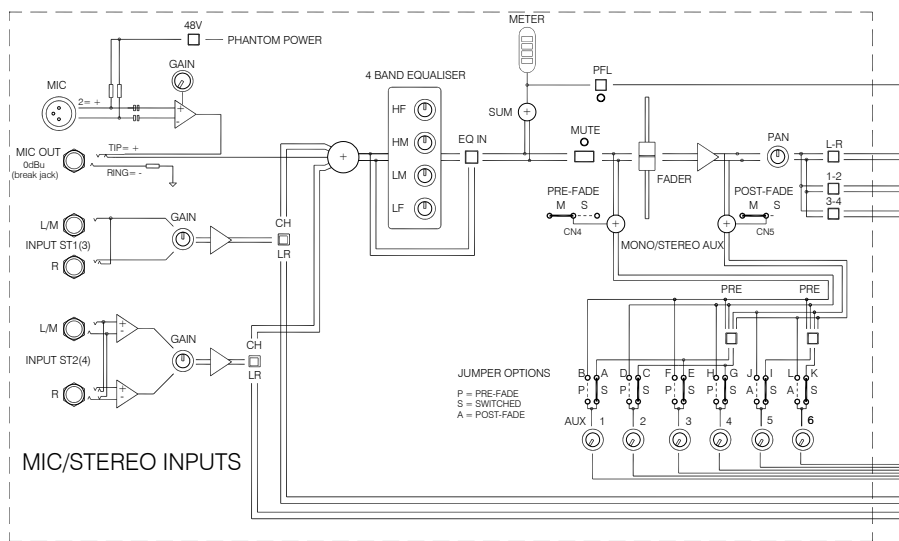 METER
48V
PHANTOM POWER
GAIN
MIC
2= +
+
-
4 BAND EQUALISER
PFL
HF
SUM
+
HM
EQ IN
MUTE
PAN
L-R
MIC OUT
0dBu
(break jack)
TIP= +
RING= -
+
LM
LF
FADER
1-2
3-4
PRE-FADE
M S
CN4
+
POST-FADE
M S
CN5
+
MONO/STEREO AUX
L/M
INPUT ST1(3)
R
GAIN
CH
LR
PRE
PRE
L/M
INPUT ST2(4)
R
+
-
+
-
GAIN
CH
LR
JUMPER OPTIONS
P = PRE-FADE
S = SWITCHED
A = POST-FADE
B A D C F E H G J I L K
P S P S P S P S A S A S
AUX 1 2 3 4 5 6
MIC/STEREO INPUTS